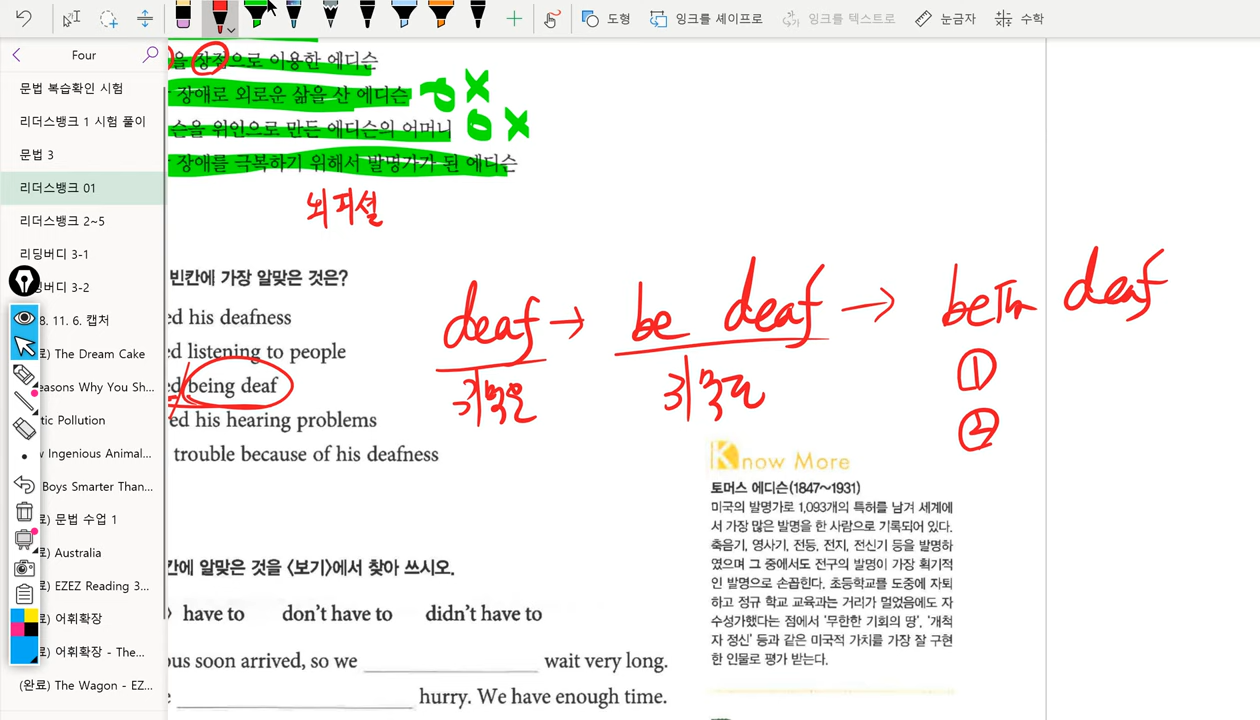 도형
잉크를 셰이프로
잉크를 텍스트로
눈금자
수학
Four
문법 복습확인 시험
리더스뱅크 1 시험 풀이
문법 3
리더스뱅크 01
리더스뱅크 2~5
리딩버디 3-1
버디 3-2
8. 11. 6. 캡처
료) The Dream Cake
easons Why You Sh...
tic Pollution
w Ingenious Animal...
Boys Smarter Than...
료) 문법 수업 1
료) Australia
료) EZEZ Reading 3...
료) 어휘확장
료) 어휘확장 - The...
(완료) The Wagon - EZ...
을 장점으로 이용한 에디슨
장애로 외로운 삶을 산 에디슨 X
슨을 위인으로 만든 에디슨의 어머니 X
장애를 극복하기 위해서 발명가가 된 에디슨
뇌피셜
빈칸에 가장 알맞은 것은?
ed his deafness
ed listening to people
ed being deaf
ed his hearing problems
trouble because of his deafness
deaf → be deaf → deaf
귀먹은
① 
②
Know More
토머스 에디슨(1847~1931)
미국의 발명가로 1,093개의 특허를 남겨 세계에
서 가장 많은 발명을 한 사람으로 기록되어 있다.
축음기, 영사기, 전등, 전지, 전신기 등을 발명하
였으며 그 중에서도 전구의 발명이 가장 획기적
인 발명으로 손꼽힌다. 초등학교를 도중에 자퇴
하고 정규 학교 교육과는 거리가 멀었음에도 자
수성가했다는 점에서 '무한한 기회의 땅', '개척
자 정신' 등과 같은 미국적 가치를 가장 잘 구현
한 인물로 평가 받는다.
칸에 알맞은 것을 〈보기〉에서 찾아 쓰시오.
have to don't have to didn't have to
ous soon arrived, so we wait very long.
e hurry. We have enough time.